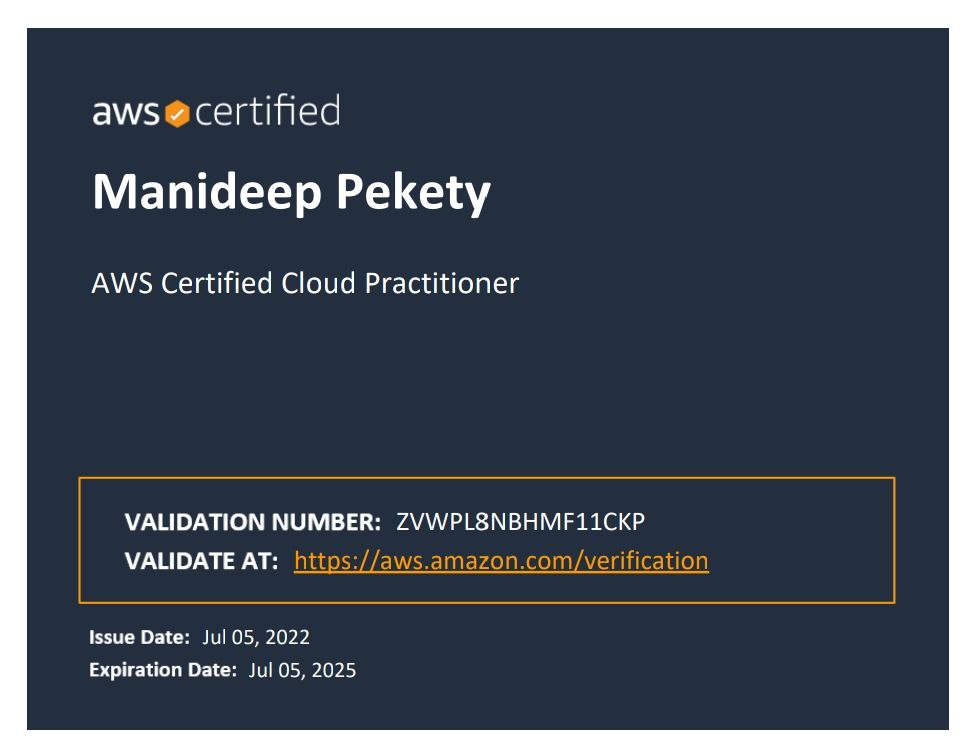 aws certified
Manideep Pekety
AWS Certified Cloud Practitioner
VALIDATION NUMBER: ZVWPL8NBHMF11CKP
VALIDATE AT: https://aws.amazon.com/verification
Issue Date: Jul 05, 2022
Expiration Date: Jul 05, 2025